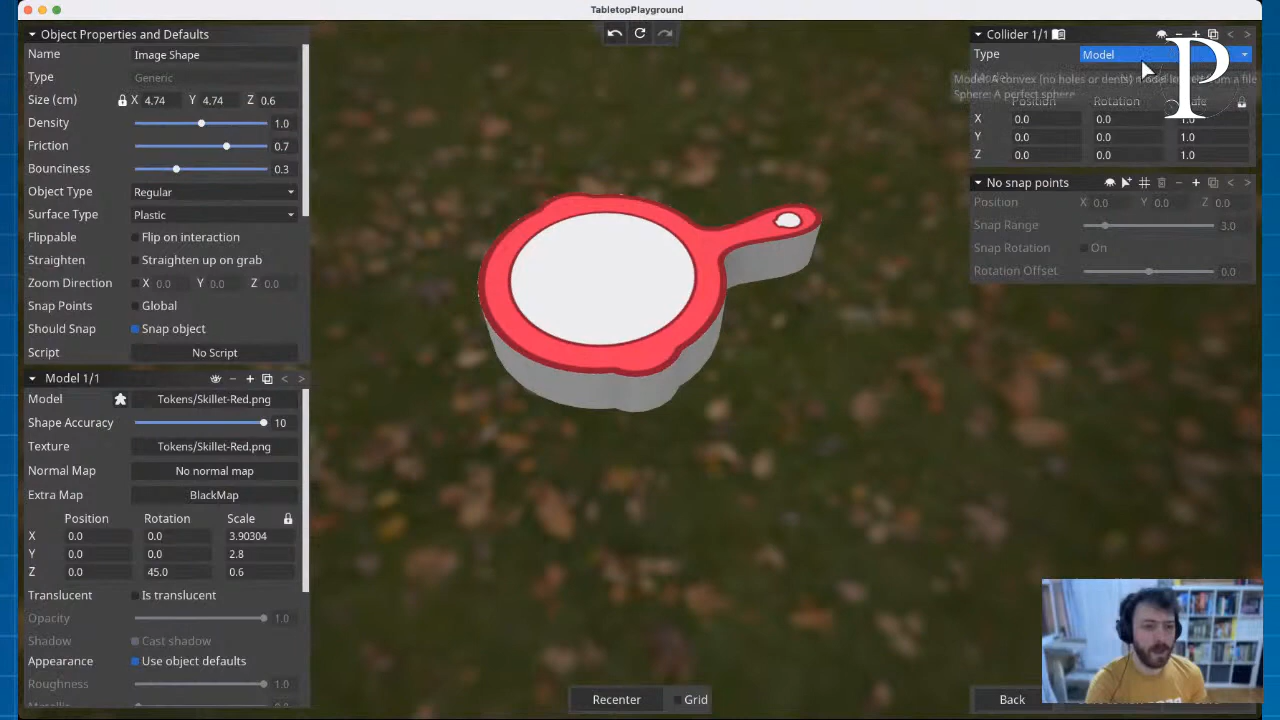 TabletopPlayground
Object Properties and Defaults
Name Image Shape
Type Generic
Size (cm) X 4.74 Y 4.74 Z 0.6
Density 1.0
Friction 0.7
Bounciness 0.3
Object Type Regular
Surface Type Plastic
Flippable Flip on interaction
Straighten Straighten up on grab
Zoom Direction X 0.0 Y 0.0 Z 0.0
Snap Points Global
Should Snap Snap object
Script No Script
Model 1/1
Model Tokens/Skillet-Red.png
Shape Accuracy 10
Texture Tokens/Skillet-Red.png
Normal Map No normal map
Extra Map BlackMap
Position Rotation Scale
X 0.0 0.0 3.90304
Y 0.0 0.0 2.8
Z 0.0 45.0 0.6
Translucent Is translucent
Opacity 1.0
Shadow Cast shadow
Appearance Use object defaults
Roughness 1.0
Recenter Grid
Collider 1/1
Type Model
Model: A convex (no holes or dents) model from a file
Sphere: A perfect sphere
Position Rotation
X 0.0 0.0 1.0
Y 0.0 0.0 1.0
Z 0.0 0.0 1.0
P
No snap points
Position X 0.0 Y 0.0 Z 0.0
Snap Range 3.0
Snap Rotation On
Rotation Offset 0.0
Back